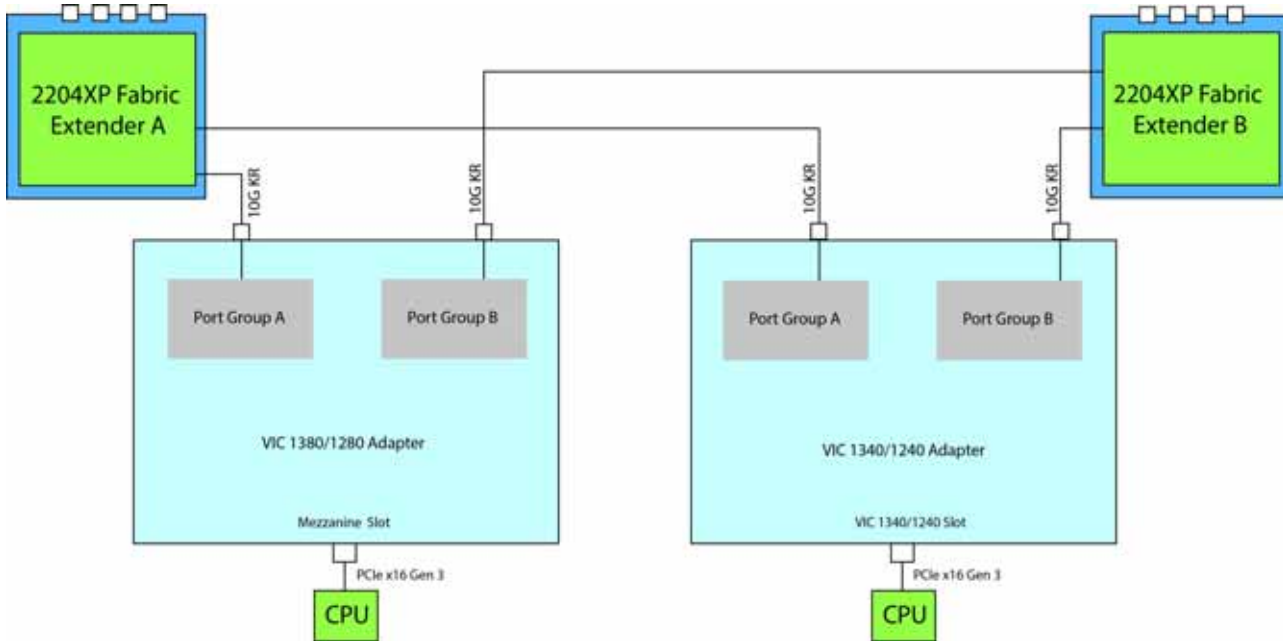 2204XP Fabric
Extender A
2204XP Fabric
Extender B
10G KR
10G KR
10G KR
10G KR
Port Group A
Port Group B
Port Group A
Port Group B
VIC 1380/1280 Adapter
VIC 1340/1240 Adapter
Mezzanine Slot
VIC 1340/1240 Slot
PCIe x16 Gen 3
PCIe x16 Gen 3
CPU
CPU